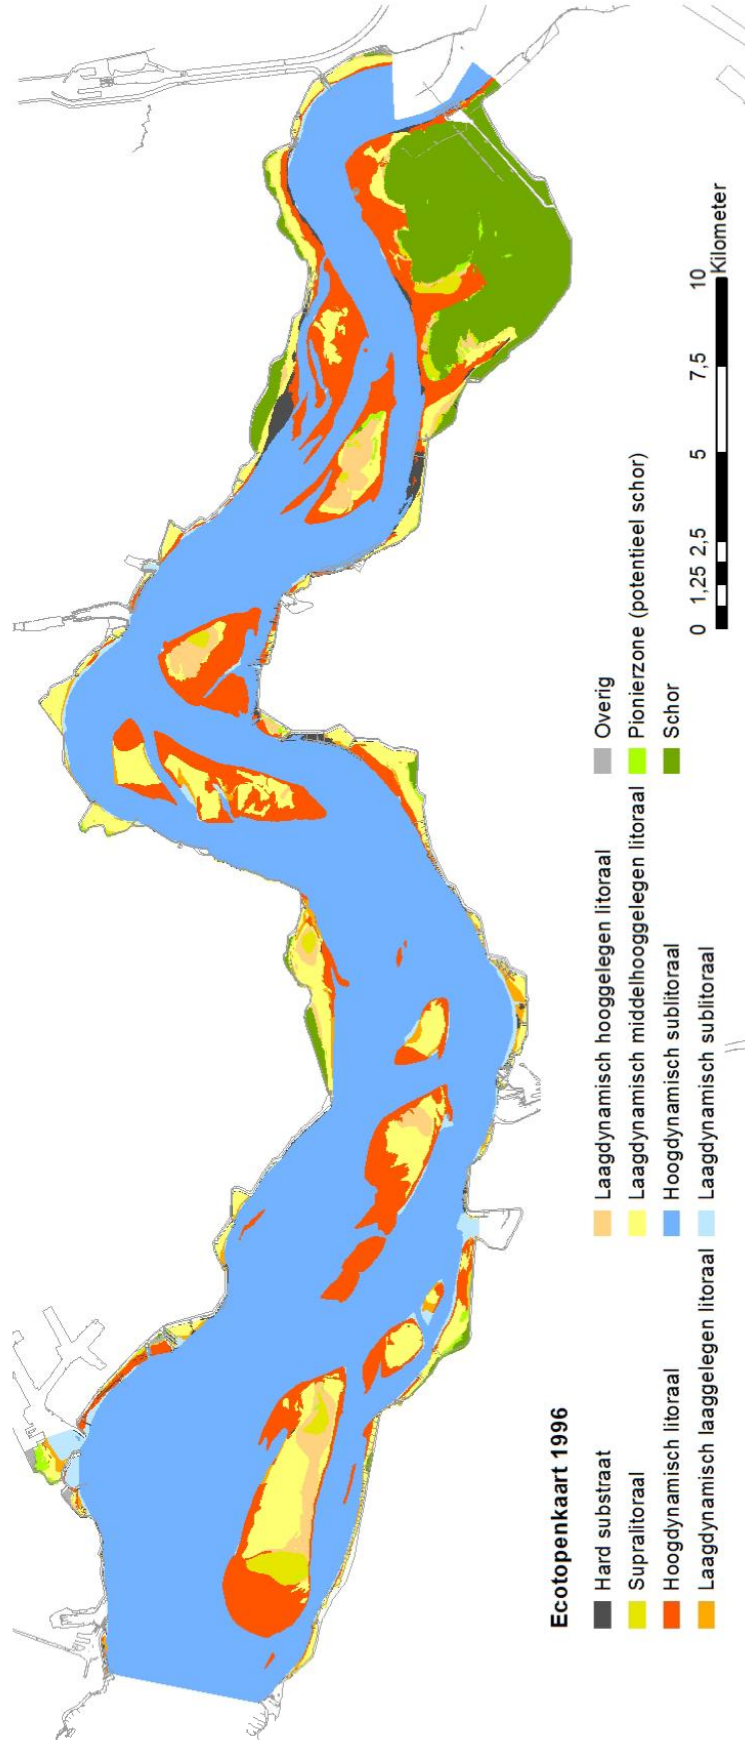 Ecotopenkaart 1996
Hard substraat
Supralitoraal
Hoogdynamisch litoraal
Laagdynamisch laaggelegen litoraal
Laagdynamisch hooggelegen litoraal
Laagdynamisch middelhooggelegen litoraal
Hoogdynamisch sublitoraal
Laagdynamisch sublitoraal
Overig
Pionierzone (potentieel schor)
Schor
0 1,25 2,5 5 7,5 10
Kilometer